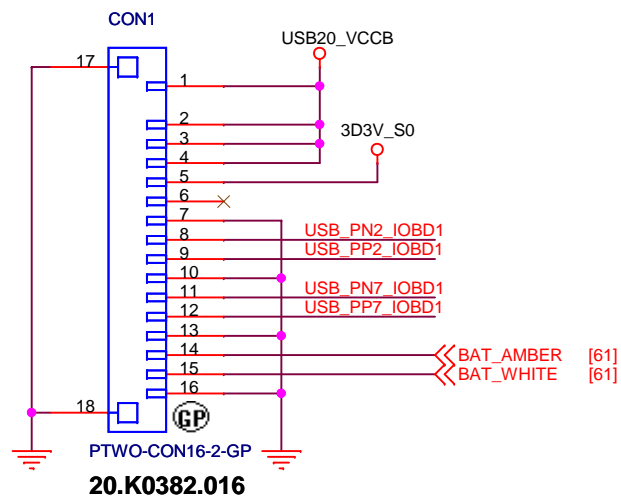 CON1
USB20_VCCB
17
1
3D3V_S0
2
3
4
5
6
7
8 USB_PN2_IOBD1
9 USB_PP2_IOBD1
10
11 USB_PN7_IOBD1
12 USB_PP7_IOBD1
13
14 BAT_AMBER [61]
15 BAT_WHITE [61]
16
18
GP
PTWO-CON16-2-GP
20.K0382.016